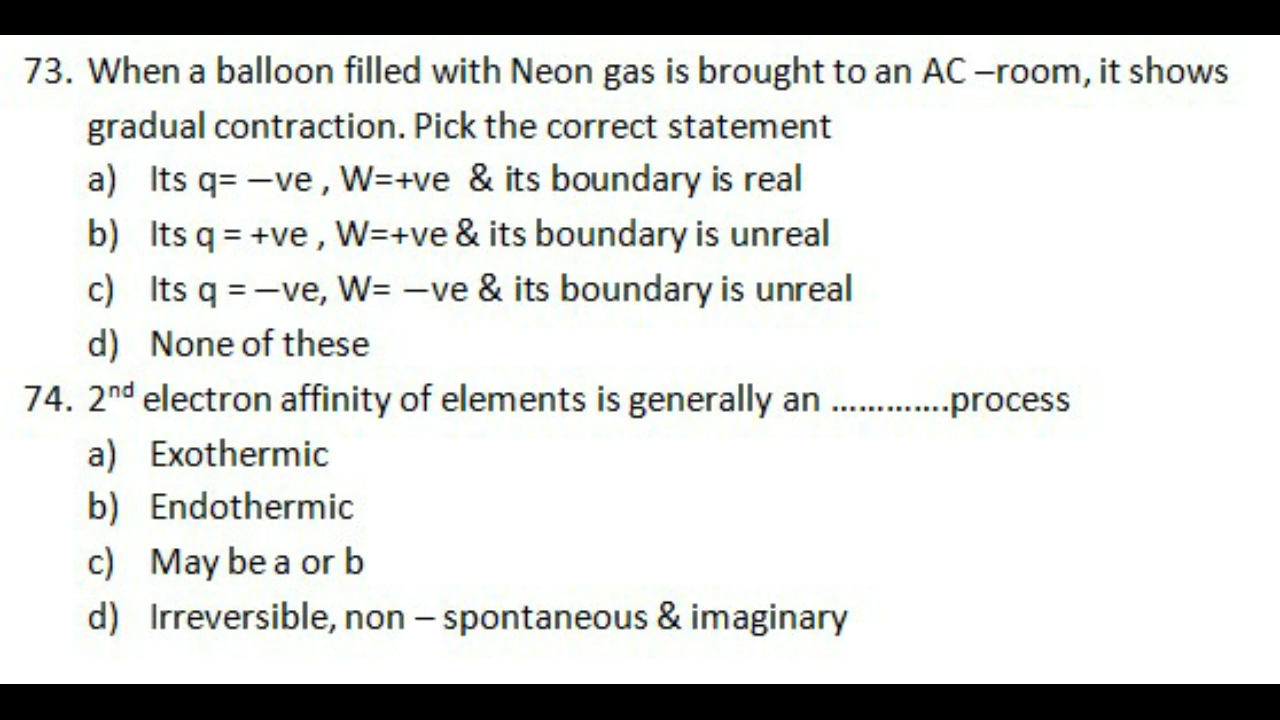 73. When a balloon filled with Neon gas is brought to an AC –room, it shows
gradual contraction. Pick the correct statement
a) Its q= –ve , W=+ve & its boundary is real
b) Its q = +ve , W=+ve & its boundary is unreal
c) Its q = –ve, W= –ve & its boundary is unreal
d) None of these
74. 2nd electron affinity of elements is generally an .............process
a) Exothermic
b) Endothermic
c) May be a or b
d) Irreversible, non – spontaneous & imaginary